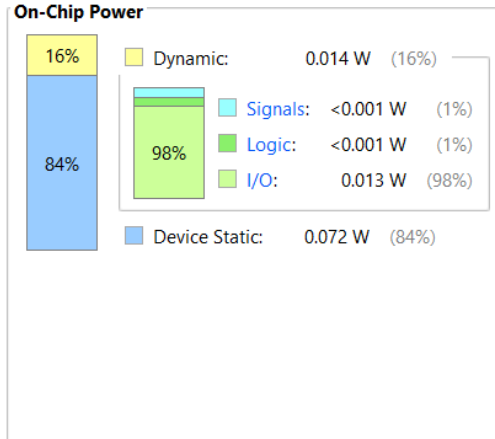 On-Chip Power
16% Dynamic: 0.014 W (16%)
Signals: <0.001 W (1%)
Logic: <0.001 W (1%)
98% I/O: 0.013 W (98%)
84%
Device Static: 0.072 W (84%)